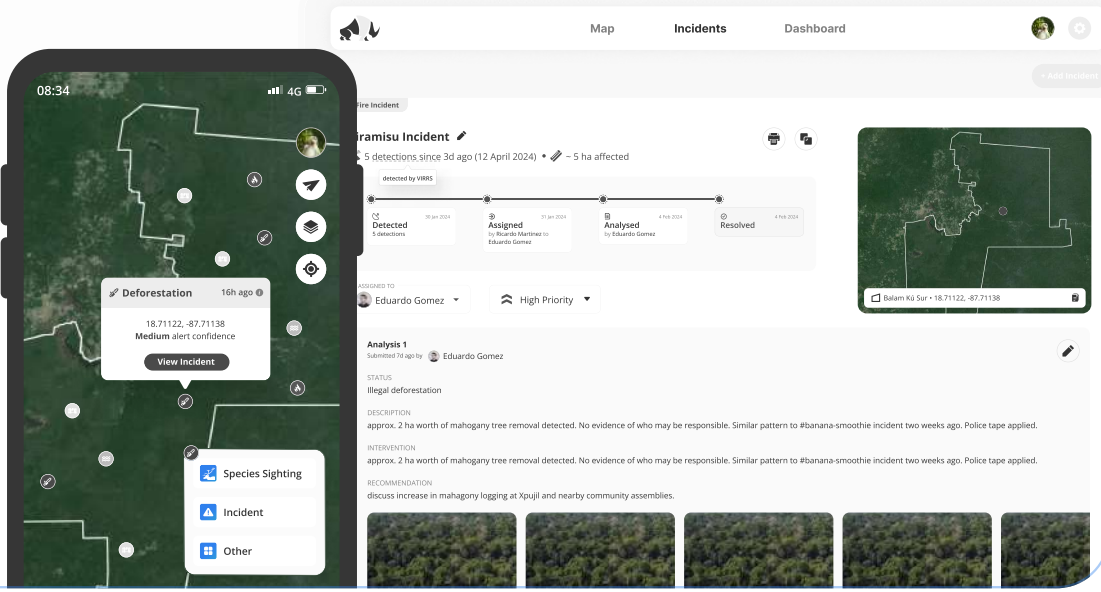 Map
Incidents
Dashboard
+ Add Incident
08:34
4G
Deforestation
16h ago
18.71122, -87.71138
Medium alert confidence
View Incident
Species Sighting
Incident
Other
Fire Incident
iramisu Incident
5 detections since 3d ago (12 April 2024) • ~ 5 ha affected
detected by VIRRS
30 Jan 2024
Detected
5 detections
31 Jan 2024
Assigned
by Ricardo Martinez to
Eduardo Gomez
4 Feb 2024
Analysed
by Eduardo Gomez
4 Feb 2024
Resolved
ASSIGNED TO
Eduardo Gomez
High Priority
Balam Kú Sur • 18.71122, -87.71138
Analysis 1
Submitted 7d ago by Eduardo Gomez
STATUS
Illegal deforestation
DESCRIPTION
approx. 2 ha worth of mahogany tree removal detected. No evidence of who may be responsible. Similar pattern to #banana-smoothie incident two weeks ago. Police tape applied.
INTERVENTION
approx. 2 ha worth of mahogany tree removal detected. No evidence of who may be responsible. Similar pattern to #banana-smoothie incident two weeks ago. Police tape applied.
RECOMMENDATION
discuss increase in mahagony logging at Xpujil and nearby community assemblies.